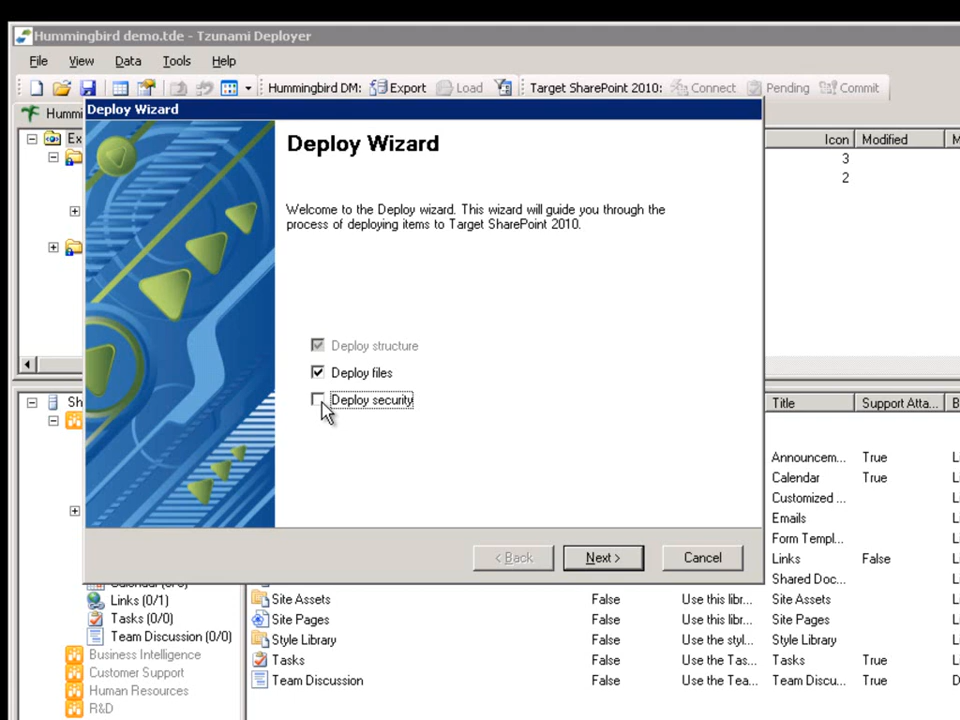 Hummingbird demo.tde - Tzunami Deployer
File View Data Tools Help
Hummingbird DM: Export Load Target SharePoint 2010: Connect Pending Commit
Deploy Wizard
Icon Modified
3
2
Deploy Wizard
Welcome to the Deploy wizard. This wizard will guide you through the
process of deploying items to Target SharePoint 2010.
Deploy structure
Deploy files
Deploy security
< Back Next > Cancel
Title Support Atta...
Announcem... True
Calendar True
Customized ...
Emails
Form Templ...
Links False
Shared Doc...
Links (0/1)
Tasks (0/0)
Team Discussion (0/0)
Business Intelligence
Customer Support
Human Resources
R&D
Site Assets False Use this libr... Site Assets
Site Pages False Use this libr... Site Pages
Style Library False Use the styl... Style Library
Tasks False Use the Tas... Tasks True
Team Discussion False Use the Tea... Team Discu... True